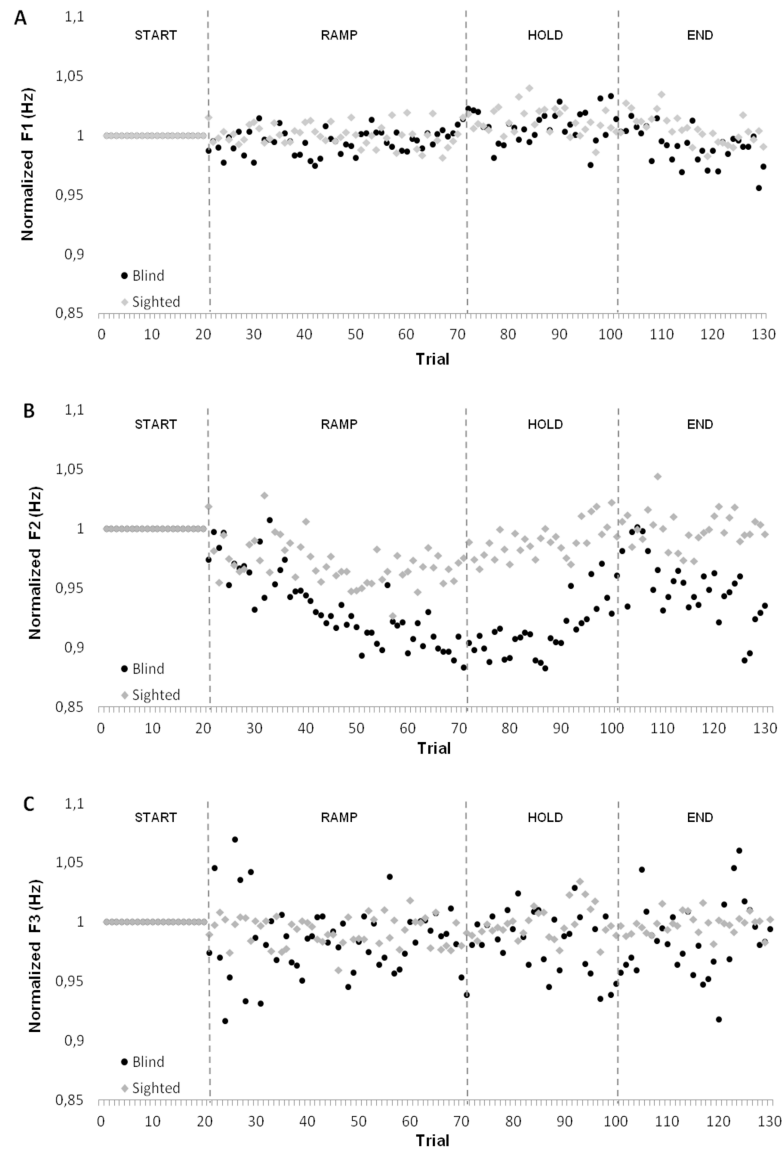 A
1,1
START RAMP HOLD END
1,05
1
0,95
0,9
0,85
Normalized F1 (Hz)
Blind
Sighted
0 10 20 30 40 50 60 70 80 90 100 110 120 130
Trial
B
1,1
START RAMP HOLD END
1,05
1
0,95
0,9
0,85
Normalized F2 (Hz)
Blind
Sighted
0 10 20 30 40 50 60 70 80 90 100 110 120 130
Trial
C
1,1
START RAMP HOLD END
1,05
1
0,95
0,9
0,85
Normalized F3 (Hz)
Blind
Sighted
0 10 20 30 40 50 60 70 80 90 100 110 120 130
Trial